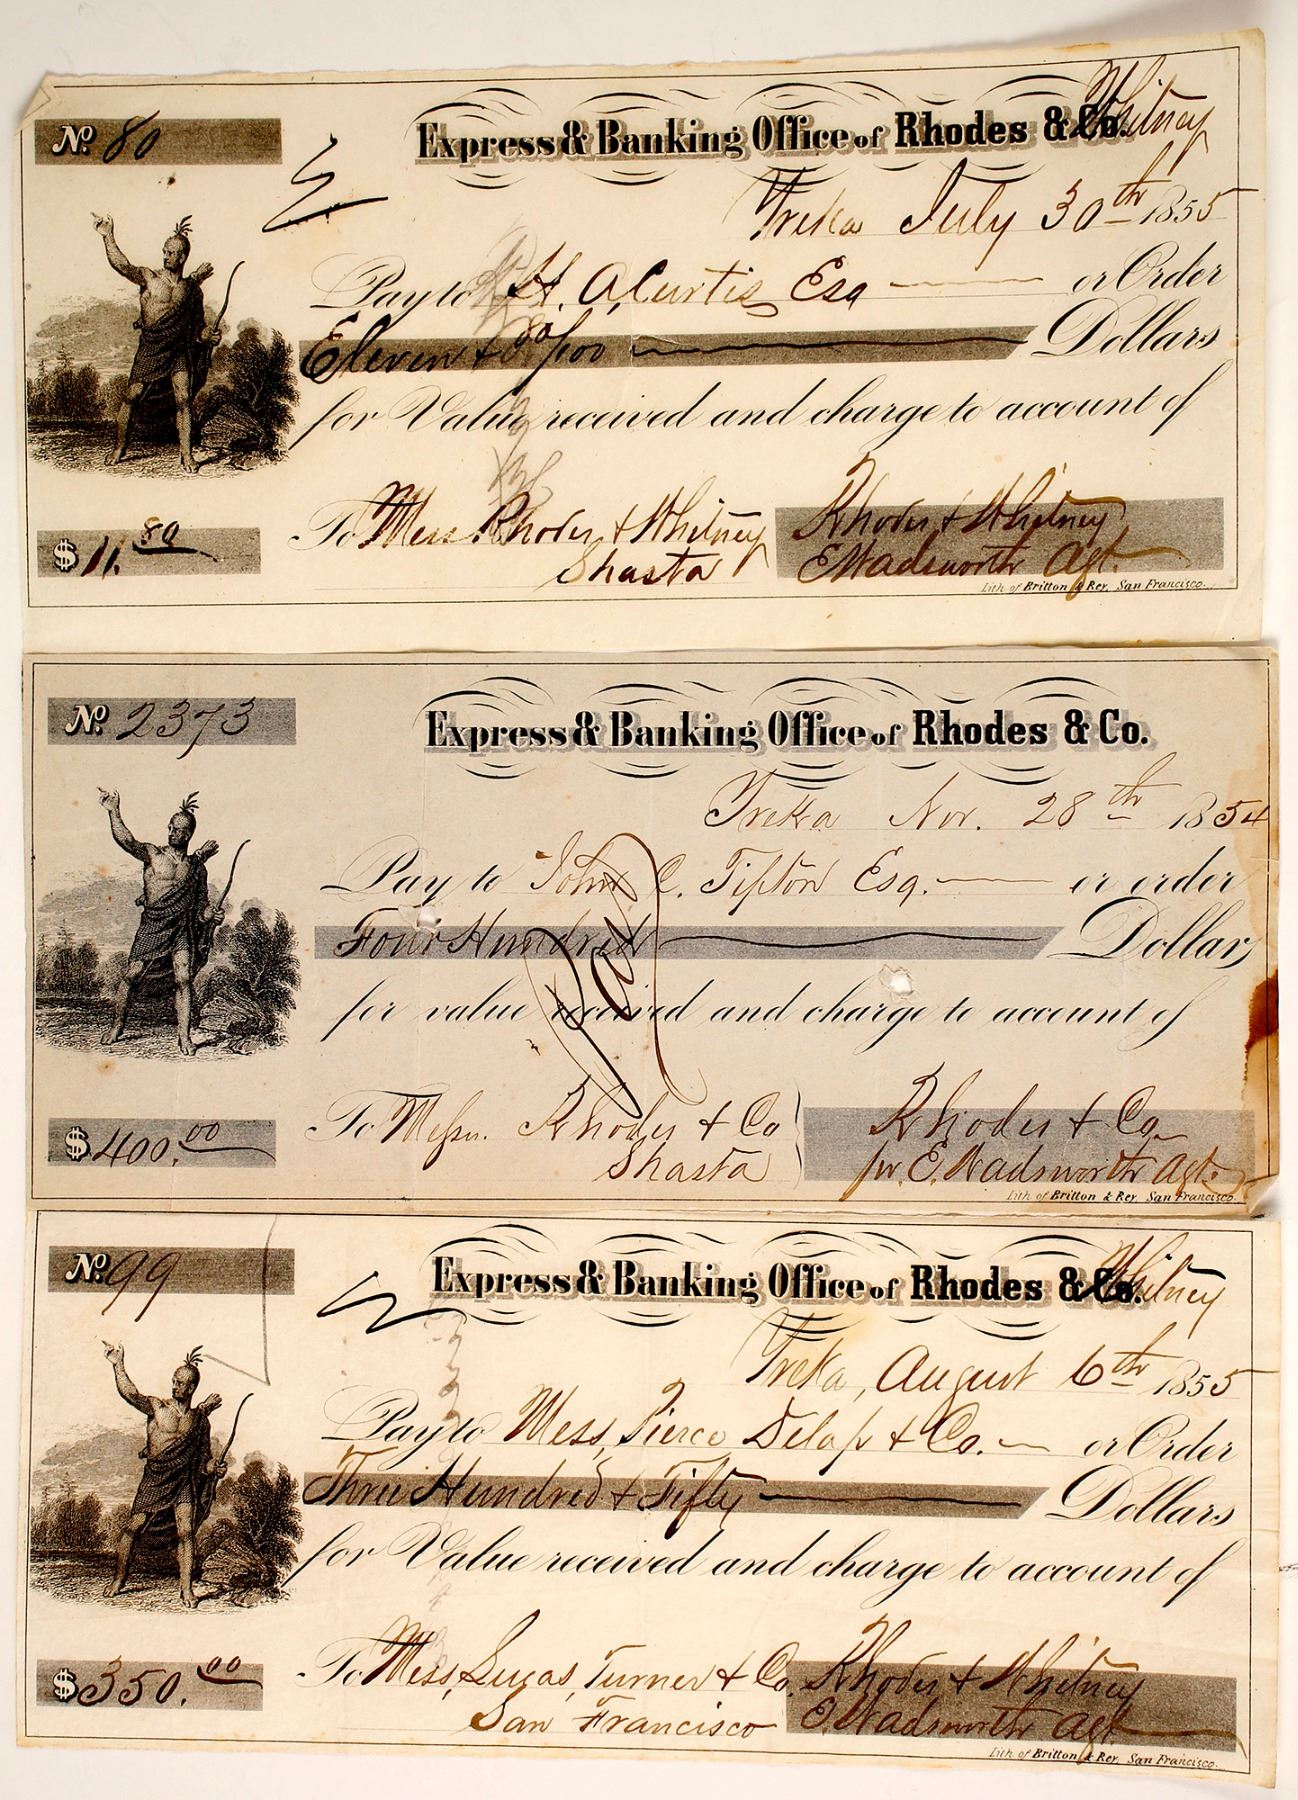 No. 80
Express & Banking Office of Rhodes & Co. Whitney
Yreka July 30th 1855
Pay to H. A. Curtis Esq or Order
Eleven & 80/100 Dollars
for Value received and charge to account of
$ 11.80
To Mess. Rhodes & Whitney
Shasta
Rhodes & Whitney
E Wadsworth Agt.
Lith of Britton & Rey, San Francisco.
No. 2373
Express & Banking Office of Rhodes & Co.
Yreka Nov. 28th 1854
Pay to John C. Tipton Esq. or order
Four Hundred Dollars
for value received and charge to account of
Paid
$ 400.00
To Messrs. Rhodes & Co
Shasta
Rhodes & Co
pr. E. Wadsworth Agt.
Lith of Britton & Rey, San Francisco.
No. 99
Express & Banking Office of Rhodes & Co. Whitney
Yreka, August 6th 1855
Pay to Mess, Pierce Delap & Co. or Order
Three Hundred & Fifty Dollars
for Value received and charge to account of
$ 350.00
To Mess, Lucas, Turner & Co.
San Francisco
Rhodes & Whitney
E. Wadsworth Agt
Lith of Britton & Rey, San Francisco.